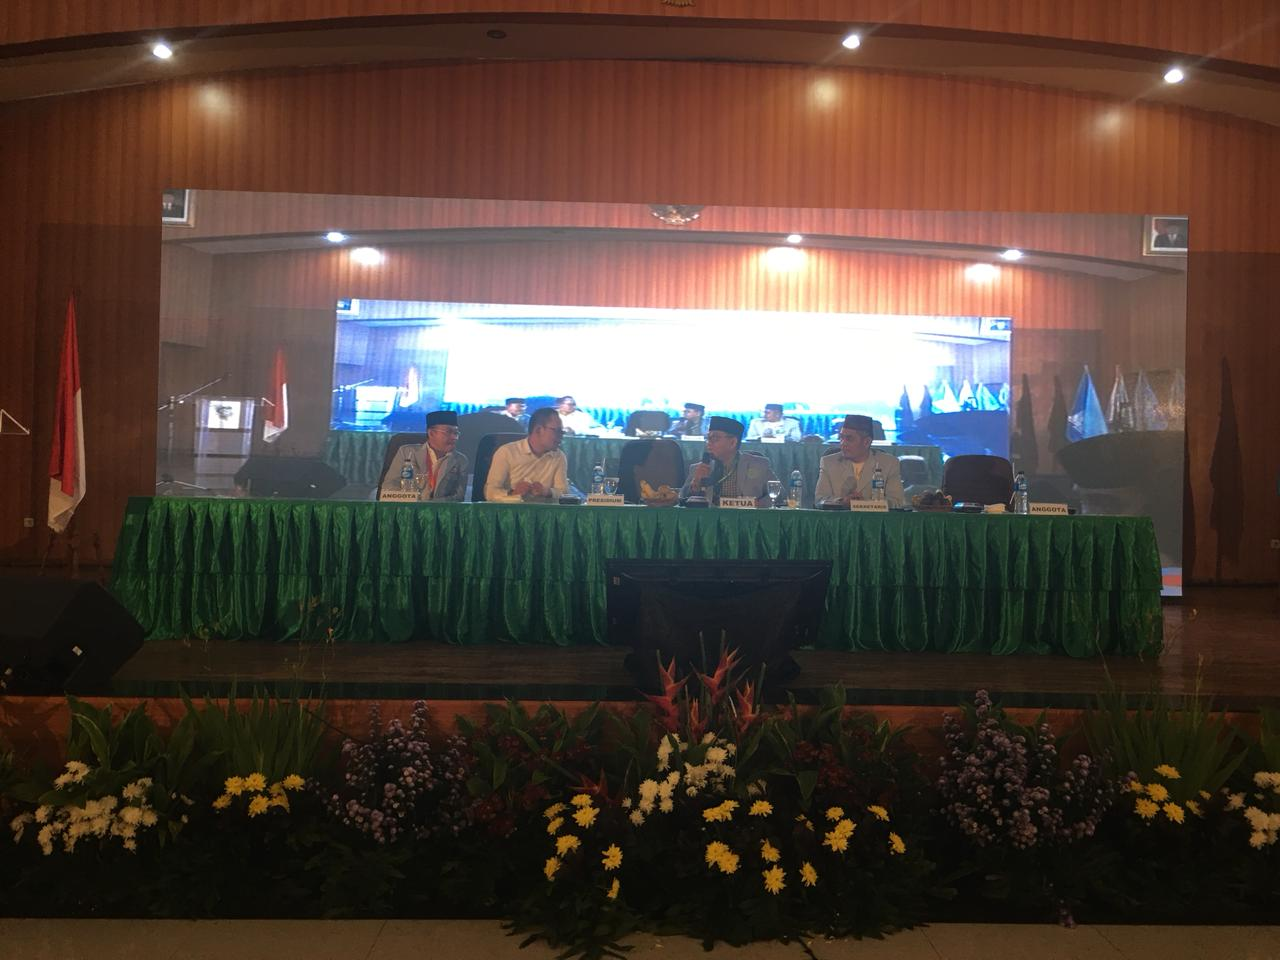 ANGGOTA
PRESIDIUM
KETUA
SEKRETARIS
ANGGOTA